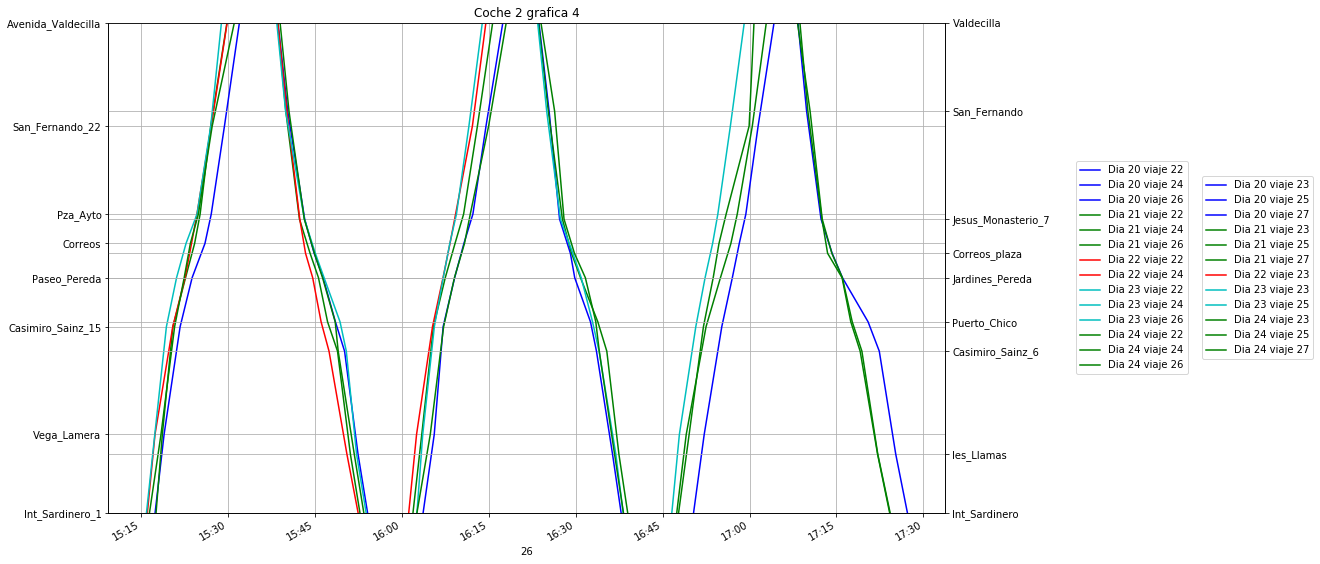 Coche 2 grafica 4
Avenida_Valdecilla
San_Fernando_22
Pza_Ayto
Correos
Paseo_Pereda
Casimiro_Sainz_15
Vega_Lamera
Int_Sardinero_1
Valdecilla
San_Fernando
Jesus_Monasterio_7
Correos_plaza
Jardines_Pereda
Puerto_Chico
Casimiro_Sainz_6
Ies_Llamas
Int_Sardinero
15:15
15:30
15:45
16:00
16:15
16:30
16:45
17:00
17:15
17:30
26
Dia 20 viaje 22
Dia 20 viaje 24
Dia 20 viaje 26
Dia 21 viaje 22
Dia 21 viaje 24
Dia 21 viaje 26
Dia 22 viaje 22
Dia 22 viaje 24
Dia 23 viaje 22
Dia 23 viaje 24
Dia 23 viaje 26
Dia 24 viaje 22
Dia 24 viaje 24
Dia 24 viaje 26
Dia 20 viaje 23
Dia 20 viaje 25
Dia 20 viaje 27
Dia 21 viaje 23
Dia 21 viaje 25
Dia 21 viaje 27
Dia 22 viaje 23
Dia 23 viaje 23
Dia 23 viaje 25
Dia 24 viaje 23
Dia 24 viaje 25
Dia 24 viaje 27